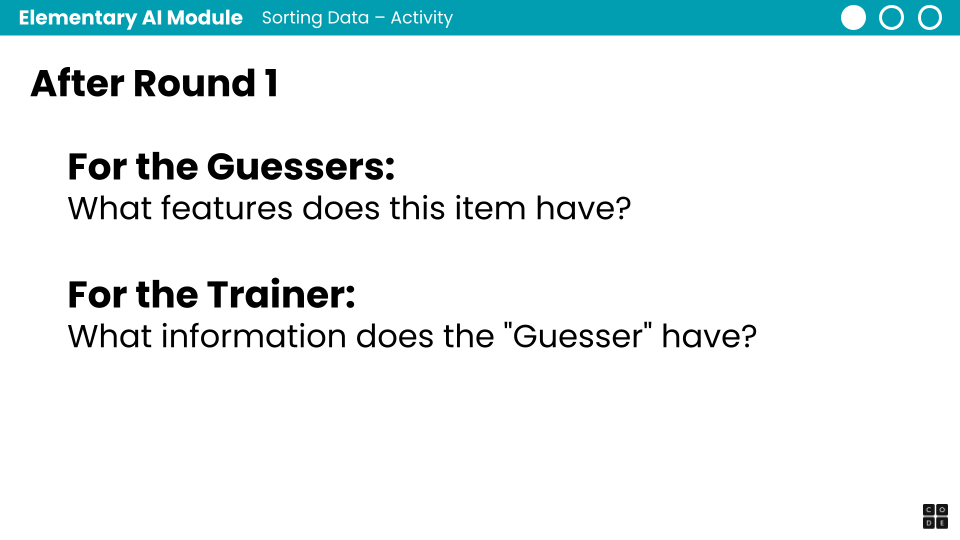 Elementary AI Module Sorting Data – Activity
After Round 1
For the Guessers:
What features does this item have?
For the Trainer:
What information does the "Guesser" have?
C O
D E